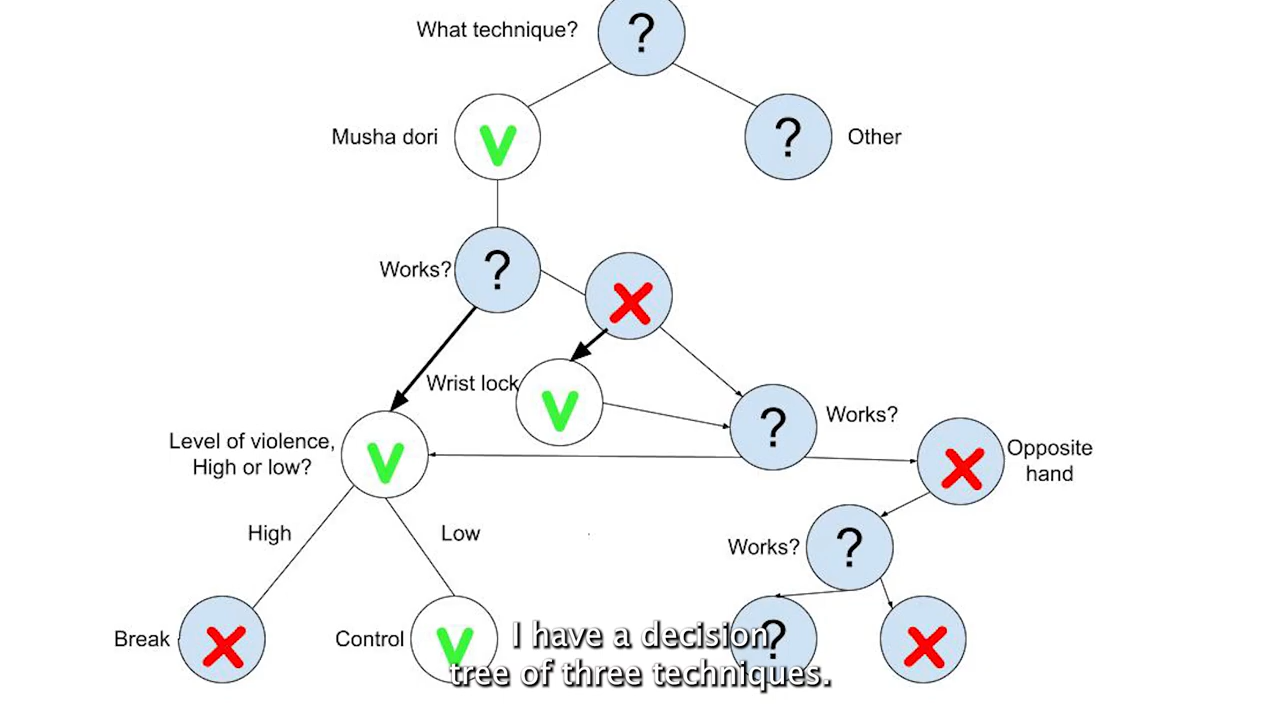 What technique?
?
Musha dori
V
?
Other
Works?
?
X
Wrist lock
V
?
Works?
Level of violence,
High or low?
V
X
Opposite
hand
High
Low
Works?
?
Break
X
Control
V
?
X
I have a decision
tree of three techniques.